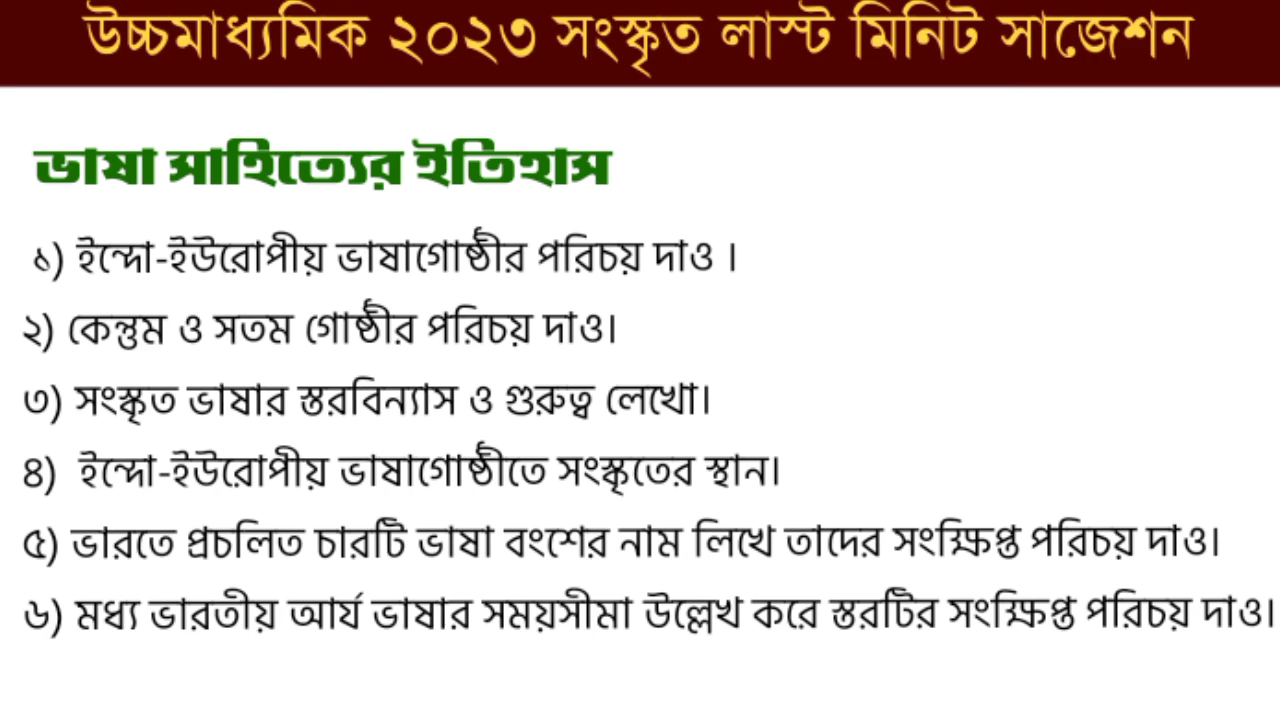 উচ্চমাধ্যমিক ২০২৩ সংস্কৃত লাস্ট মিনিট সাজেশন
ভাষা সাহিত্যের ইতিহাস
১) ইন্দো-ইউরোপীয় ভাষাগোষ্ঠীর পরিচয় দাও ।
২) কেন্তুম ও সতম গোষ্ঠীর পরিচয় দাও।
৩) সংস্কৃত ভাষার স্তরবিন্যাস ও গুরুত্ব লেখো।
৪) ইন্দো-ইউরোপীয় ভাষাগোষ্ঠীতে সংস্কৃতের স্থান।
৫) ভারতে প্রচলিত চারটি ভাষা বংশের নাম লিখে তাদের সংক্ষিপ্ত পরিচয় দাও।
৬) মধ্য ভারতীয় আর্য ভাষার সময়সীমা উল্লেখ করে স্তরটির সংক্ষিপ্ত পরিচয় দাও।